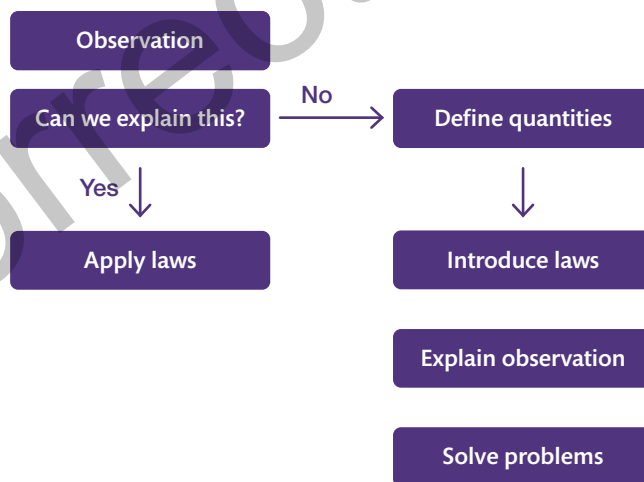 Observation
Can we explain this?
No
Define quantities
Yes
Apply laws
Introduce laws
Explain observation
Solve problems